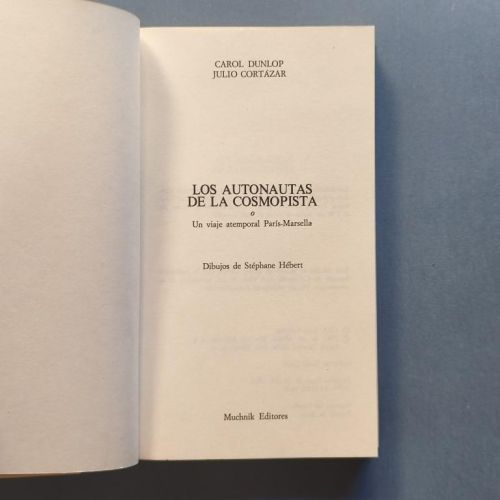 CAROL DUNLOP
JULIO CORTÁZAR
LOS AUTONAUTAS
DE LA COSMOPISTA
o
Un viaje atemporal París-Marsella
Dibujos de Stéphane Hébert
Muchnik Editores